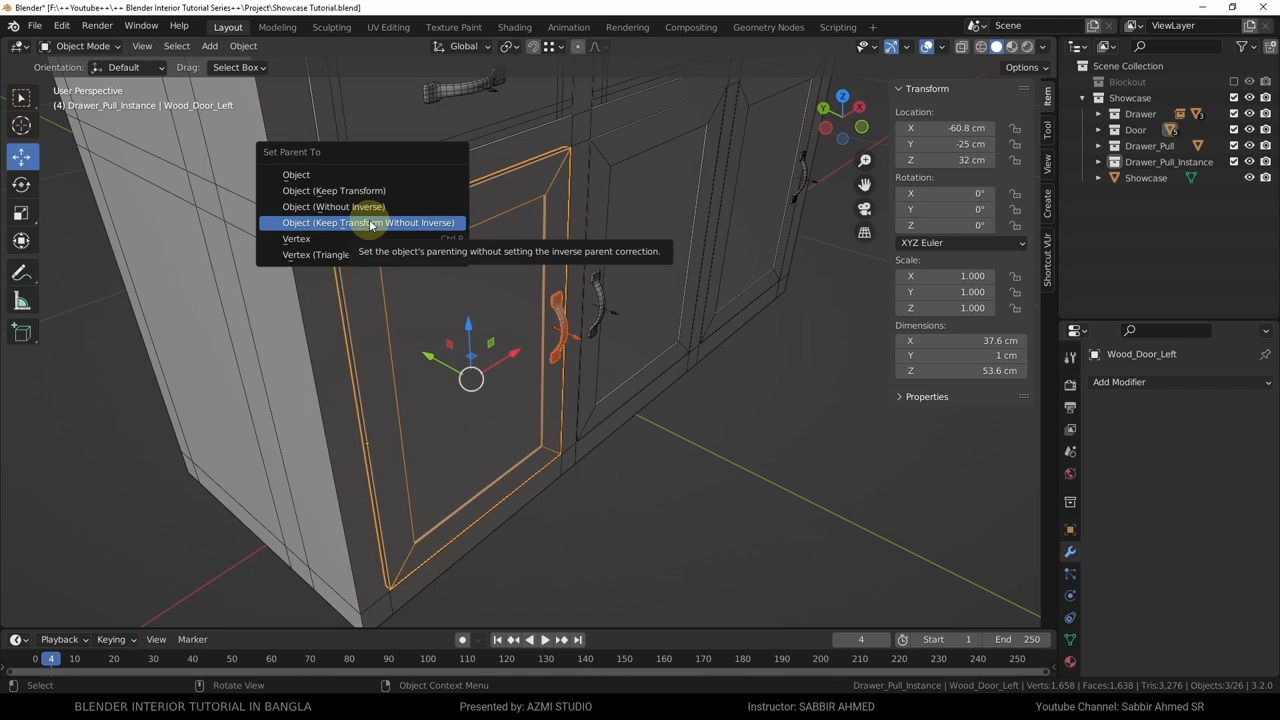 Blender* [F:\++Youtube++\++ Blender Interior Tutorial Series++\Project\Showcase Tutorial.blend]
File Edit Render Window Help Layout Modeling Sculpting UV Editing Texture Paint Shading Animation Rendering Compositing Geometry Nodes Scripting Scene ViewLayer
Object Mode View Select Add Object Global
Orientation: Default Drag: Select Box Options
User Perspective
(4) Drawer_Pull_Instance | Wood_Door_Left
Set Parent To
Object
Object (Keep Transform)
Object (Without Inverse)
Object (Keep Transform Without Inverse)
Vertex Ctrl P
Vertex (Triangle
Set the object's parenting without setting the inverse parent correction.
Z
Y
X
Transform
Location:
X -60.8 cm
Y -25 cm
Z 32 cm
Rotation:
X 0°
Y 0°
Z 0°
XYZ Euler
Scale:
X 1.000
Y 1.000
Z 1.000
Dimensions:
X 37.6 cm
Y 1 cm
Z 53.6 cm
Properties
Item
Tool
View
Create
Shortcut VUr
Scene Collection
Blockout
Showcase
Drawer 3
Door
Drawer_Pull
Drawer_Pull_Instance
Showcase
Wood_Door_Left
Add Modifier
Playback Keying View Marker 4 Start 1 End 250
0 4 10 20 30 40 50 60 70 80 90 100 110 120 130 140 150 160 170 180 190 200 210 220 230 240 250
Select Rotate View Object Context Menu Drawer_Pull_Instance | Wood_Door_Left | Verts:1,658 | Faces:1,638 | Tris:3,276 | Objects:3/26 | 3.2.0
BLENDER INTERIOR TUTORIAL IN BANGLA Presented by: AZMI STUDIO Instructor: SABBIR AHMED Youtube Channel: Sabbir Ahmed SR